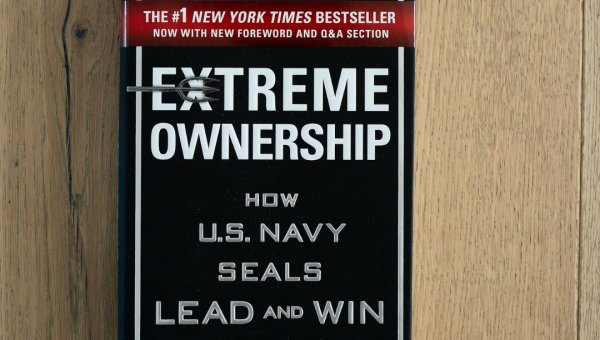 THE #1 NEW YORK TIMES BESTSELLER
NOW WITH NEW FOREWORD AND Q&A SECTION
EXTREME
OWNERSHIP
HOW
U.S. NAVY
SEALS
LEAD AND WIN